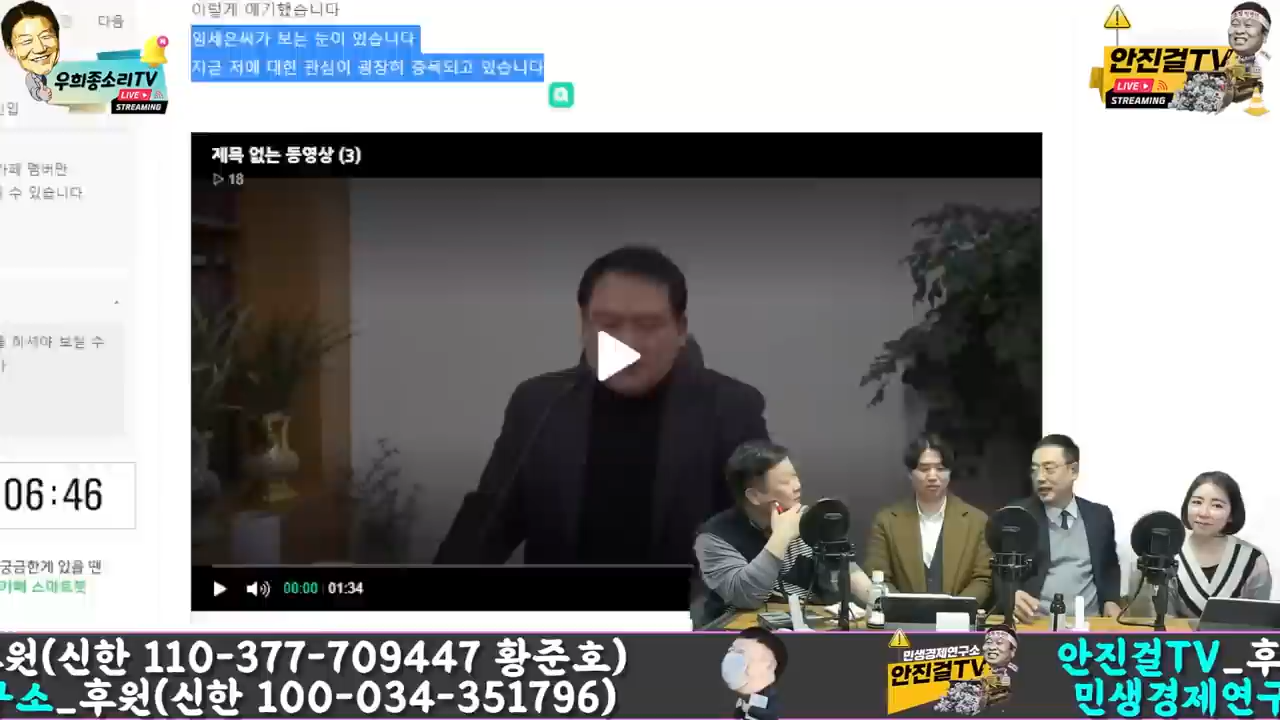 이렇게 얘기했습니다
임세은씨가 보는 눈이 있습니다
지금 저에 대한 관심이 굉장히 증폭되고 있습니다
다음
우희종소리TV
LIVE
STREAMING
안진걸TV
LIVE
STREAMING
제목 없는 동영상 (3)
18
카페 멤버만
수 있습니다
하셔야 보실 수
06:46
궁금한게 있을 땐
카페 스마트봇
00:00 01:34
원(신한 110-377-709447 황준호)
구소_후원(신한 100-034-351796)
민생경제연구소
안진걸TV
안진걸TV_후
민생경제연구